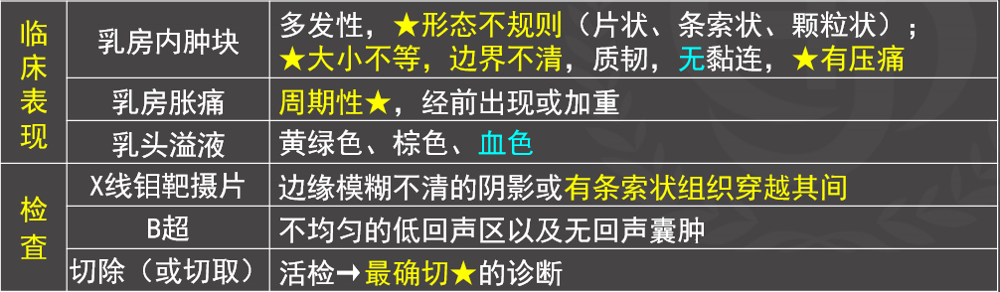 临床表现
乳房内肿块
多发性，★形态不规则（片状、条索状、颗粒状）；
★大小不等，边界不清，质韧，无黏连，★有压痛
乳房胀痛
周期性★，经前出现或加重
乳头溢液
黄绿色、棕色、血色
检查
X线钼靶摄片
边缘模糊不清的阴影或有条索状组织穿越其间
B超
不均匀的低回声区以及无回声囊肿
切除（或切取）
活检→最确切★的诊断